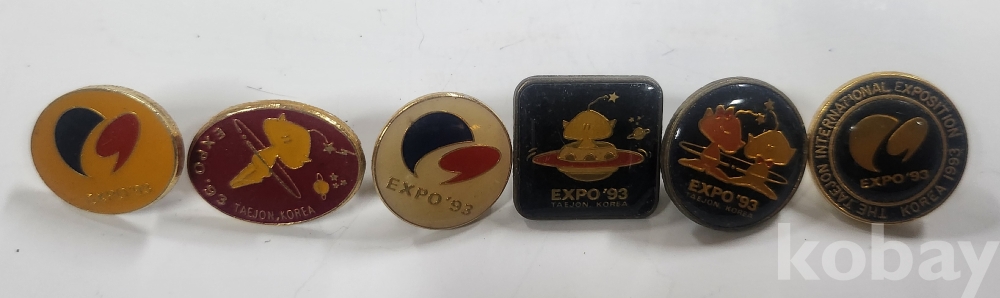 EXPO'93
EXPO '93
TAEJON, KOREA
EXPO '93
EXPO '93
TAEJON, KOREA
EXPO '93
TAEJON, KOREA
THE TAEJON INTERNATIONAL EXPOSITION
KOREA 1993
EXPO '93
kobay